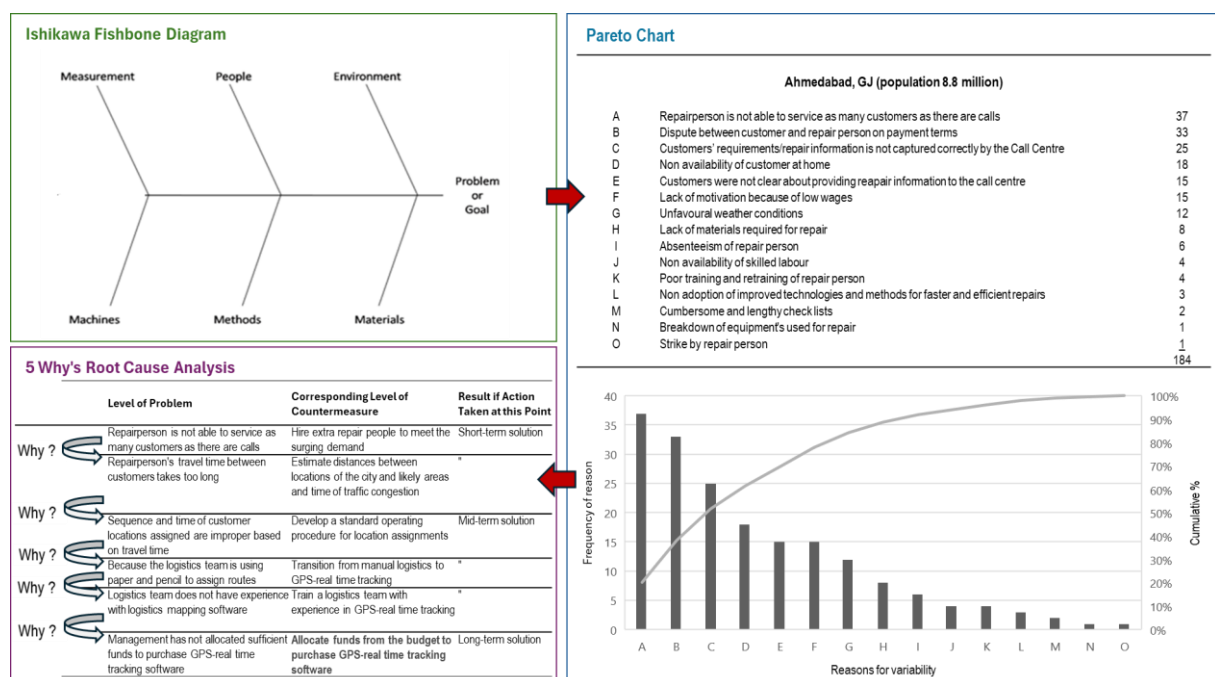 Ishikawa Fishbone Diagram
Measurement People Environment
Problem
or
Goal
Machines Methods Materials
Pareto Chart
Ahmedabad, GJ (population 8.8 million)
A Repairperson is not able to service as many customers as there are calls 37
B Dispute between customer and repair person on payment terms 33
C Customers' requirements/repair information is not captured correctly by the Call Centre 25
D Non availability of customer at home 18
E Customers were not clear about providing reapair information to the call centre 15
F Lack of motivation because of low wages 15
G Unfavoural weather conditions 12
H Lack of materials required for repair 8
I Absenteeism of repair person 6
J Non availability of skilled labour 4
K Poor training and retraining of repair person 4
L Non adoption of improved technologies and methods for faster and efficient repairs 3
M Cumbersome and lengthy check lists 2
N Breakdown of equipment's used for repair 1
O Strike by repair person 1
184
5 Why's Root Cause Analysis
Level of Problem
Corresponding Level of
Countermeasure
Result if Action
Taken at this Point
Why ?
Repairperson is not able to service as
many customers as there are calls
Hire extra repair people to meet the
surging demand
Short-term solution
Repairperson's travel time between
customers takes too long
Estimate distances between
locations of the city and likely areas
and time of traffic congestion
"
Why ?
Sequence and time of customer
locations assigned are improper based
on travel time
Develop a standard operating
procedure for location assignments
Mid-term solution
Why ?
Because the logistics team is using
paper and pencil to assign routes
Transition from manual logistics to
GPS-real time tracking
"
Why ?
Logistics team does not have experience
with logistics mapping software
Train a logistics team with
experience in GPS-real time tracking
"
Why ?
Management has not allocated sufficient
funds to purchase GPS-real time
tracking software
Allocate funds from the budget to
purchase GPS-real time tracking
software
Long-term solution
Frequency of reason
40
35
30
25
20
15
10
5
0
100%
90%
80%
70%
60%
50%
40%
30%
20%
10%
0%
Cumulative %
A B C D E F G H I J K L M N O
Reasons for variability